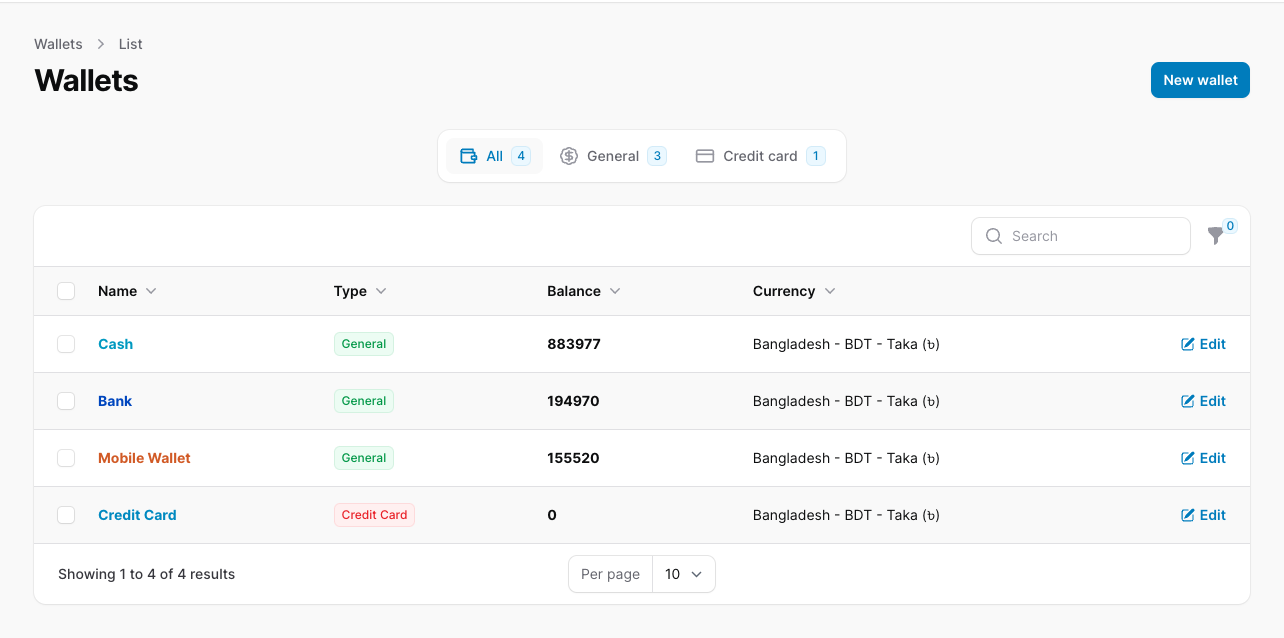 Wallets > List
Wallets
New wallet
All 4 General 3 Credit card 1
Search 0
Name Type Balance Currency
Cash General 883977 Bangladesh - BDT - Taka (৳) Edit
Bank General 194970 Bangladesh - BDT - Taka (৳) Edit
Mobile Wallet General 155520 Bangladesh - BDT - Taka (৳) Edit
Credit Card Credit Card 0 Bangladesh - BDT - Taka (৳) Edit
Showing 1 to 4 of 4 results Per page 10